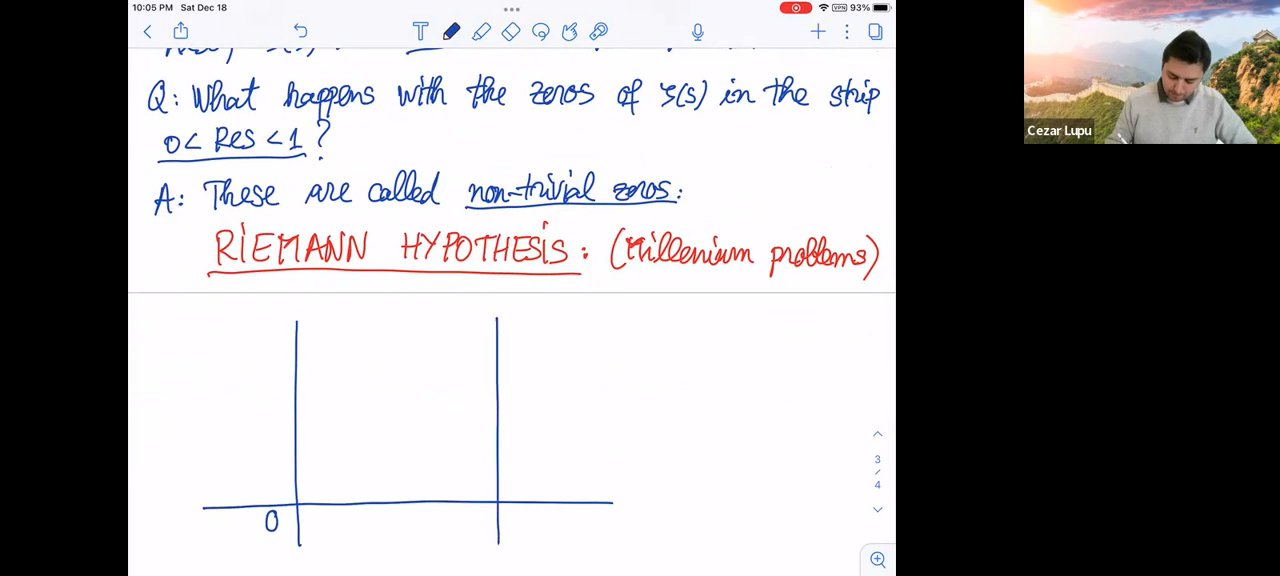 10:05 PM Sat Dec 18
VPN 93%
Q: What happens with the zeros of ζ(s) in the strip
0 < Re s < 1 ?
A: These are called non-trivial zeros:
RIEMANN HYPOTHESIS: (Millenium problems)
0
3
/
4
Cezar Lupu